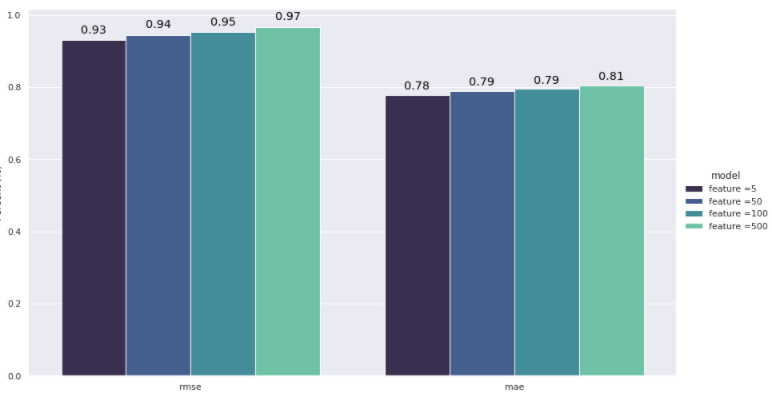 1.0
0.8
0.6
0.4
0.2
0.0
0.93
0.94
0.95
0.97
0.78
0.79
0.79
0.81
rmse
mae
model
feature =5
feature =50
feature =100
feature =500